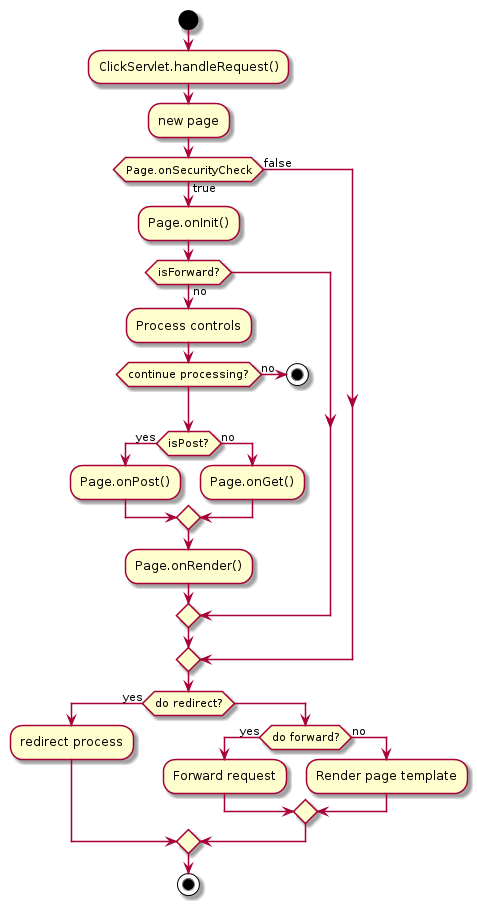 ClickServlet.handleRequest()
new page
Page.onSecurityCheck
false
true
Page.onInit()
isForward?
no
Process controls
continue processing?
no
yes
isPost?
no
Page.onPost()
Page.onGet()
Page.onRender()
yes
do redirect?
redirect process
yes
do forward?
no
Forward request
Render page template